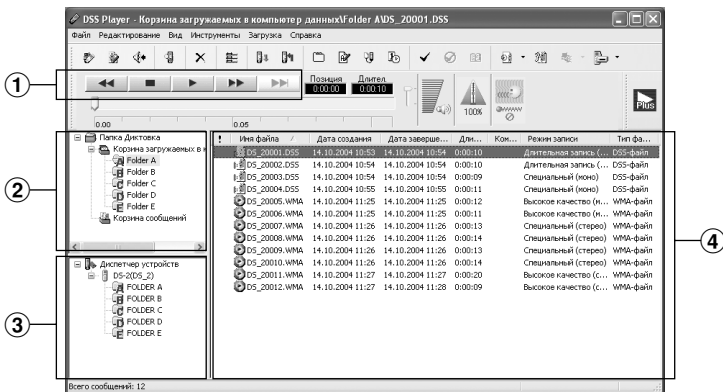 DSS Player - Корзина загружаемых в компьютер данных\Folder A\DS_20001.DSS
Файл Редактирование Вид Инструменты Загрузка Справка
1
Позиция Длител.
0:00:00 0:00:10
100%
Plus
0.00 0.05
2
Папка Диктовка
Корзина загружаемых в к
Folder A
Folder B
Folder C
Folder D
Folder E
Корзина сообщений
3
Диспетчер устройств
DS-2(DS_2)
FOLDER A
FOLDER B
FOLDER C
FOLDER D
FOLDER E
4
! Имя файла Дата создания Дата заверше... Дли... Ком... Режим записи Тип фа...
DS_20001.DSS 14.10.2004 10:53 14.10.2004 10:54 0:00:10 Длительная запись (... DSS-файл
DS_20002.DSS 14.10.2004 10:54 14.10.2004 10:54 0:00:10 Длительная запись (... DSS-файл
DS_20003.DSS 14.10.2004 10:54 14.10.2004 10:54 0:00:09 Специальный (моно) DSS-файл
DS_20004.DSS 14.10.2004 10:55 14.10.2004 10:55 0:00:11 Специальный (моно) DSS-файл
DS_20005.WMA 14.10.2004 11:25 14.10.2004 11:25 0:00:12 Высокое качество (м... WMA-файл
DS_20006.WMA 14.10.2004 11:25 14.10.2004 11:25 0:00:11 Высокое качество (м... WMA-файл
DS_20007.WMA 14.10.2004 11:26 14.10.2004 11:26 0:00:13 Специальный (стерео) WMA-файл
DS_20008.WMA 14.10.2004 11:26 14.10.2004 11:26 0:00:14 Специальный (стерео) WMA-файл
DS_20009.WMA 14.10.2004 11:26 14.10.2004 11:26 0:00:13 Специальный (стерео) WMA-файл
DS_20010.WMA 14.10.2004 11:26 14.10.2004 11:26 0:00:14 Специальный (стерео) WMA-файл
DS_20011.WMA 14.10.2004 11:27 14.10.2004 11:27 0:00:20 Высокое качество (с... WMA-файл
DS_20012.WMA 14.10.2004 11:27 14.10.2004 11:28 0:00:09 Высокое качество (с... WMA-файл
Всего сообщений: 12